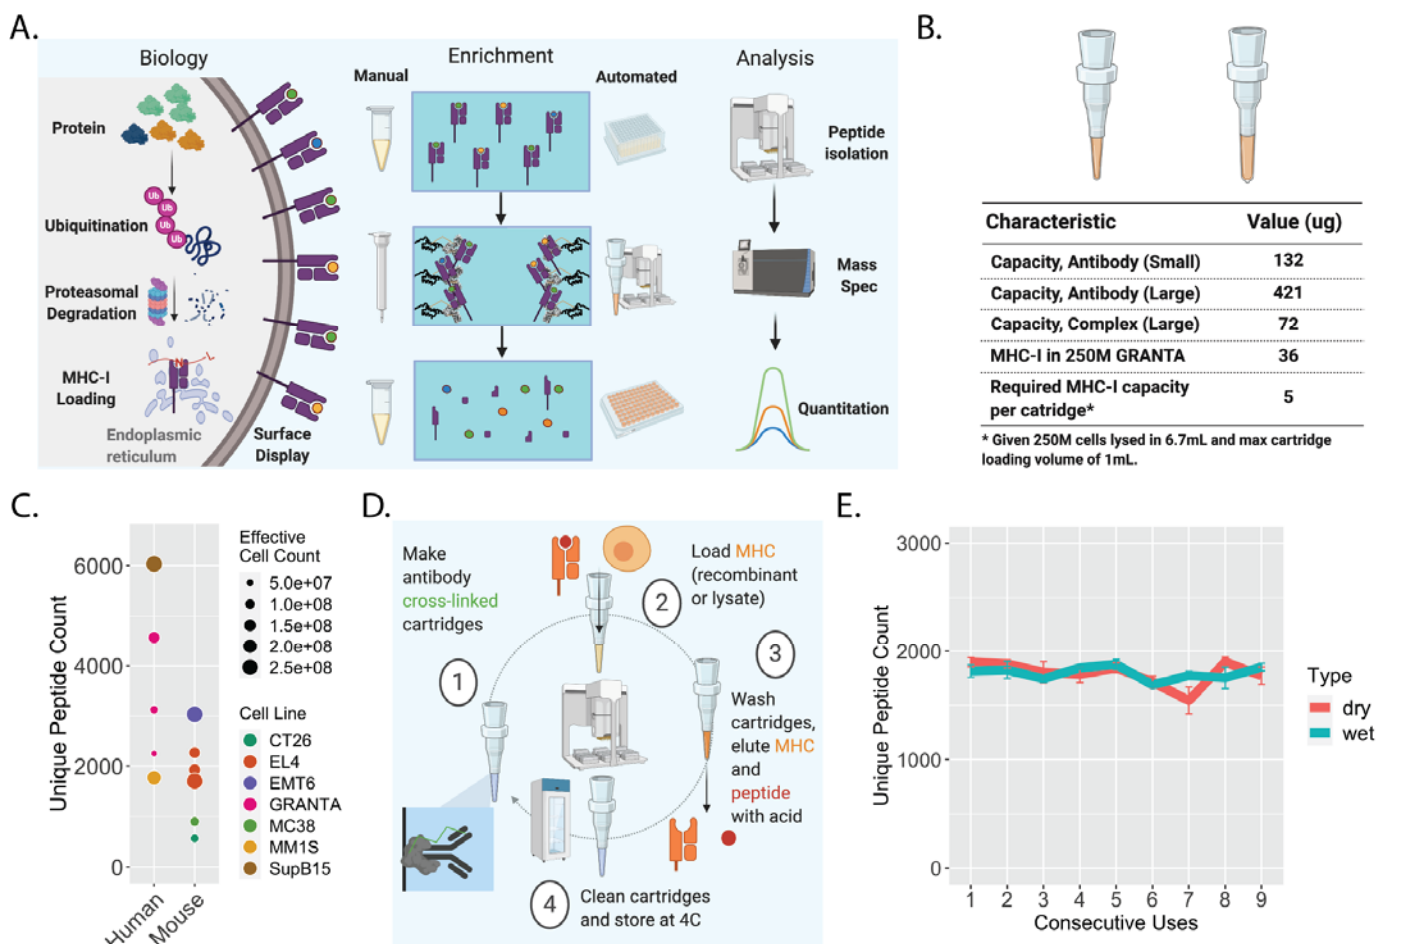 A.
Biology
Protein
Ubiquitination
Ub
Ub
Ub
Ub
Proteasomal
Degradation
MHC-I
Loading
N
L
Endoplasmic
reticulum
Surface
Display
Enrichment
Manual
Automated
Analysis
Peptide
isolation
Mass
Spec
Quantitation
B.
Characteristic Value (ug)
Capacity, Antibody (Small) 132
Capacity, Antibody (Large) 421
Capacity, Complex (Large) 72
MHC-I in 250M GRANTA 36
Required MHC-I capacity
per catridge* 5
* Given 250M cells lysed in 6.7mL and max cartridge
loading volume of 1mL.
C.
Unique Peptide Count
6000
4000
2000
0
Human
Mouse
Effective
Cell Count
5.0e+07
1.0e+08
1.5e+08
2.0e+08
2.5e+08
Cell Line
CT26
EL4
EMT6
GRANTA
MC38
MM1S
SupB15
D.
Make
antibody
cross-linked
cartridges
1
Load MHC
(recombinant
or lysate)
2
3
Wash
cartridges,
elute MHC
and
peptide
with acid
4
Clean cartridges
and store at 4C
E.
Unique Peptide Count
3000
2000
1000
0
1 2 3 4 5 6 7 8 9
Consecutive Uses
Type
dry
wet